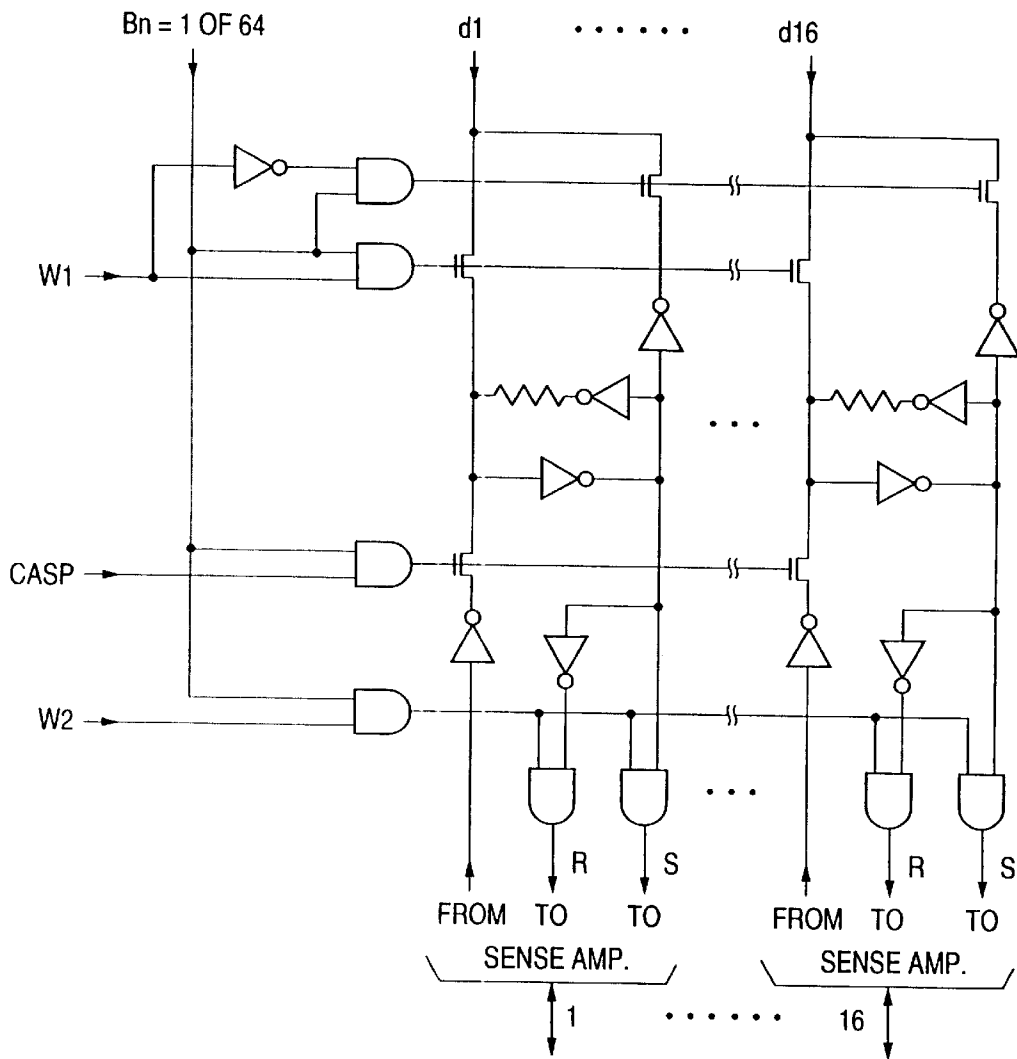 Bn = 1 OF 64
d1
d16
W1
CASP
W2
R
S
R
S
FROM TO TO
FROM TO TO
SENSE AMP.
SENSE AMP.
1
16